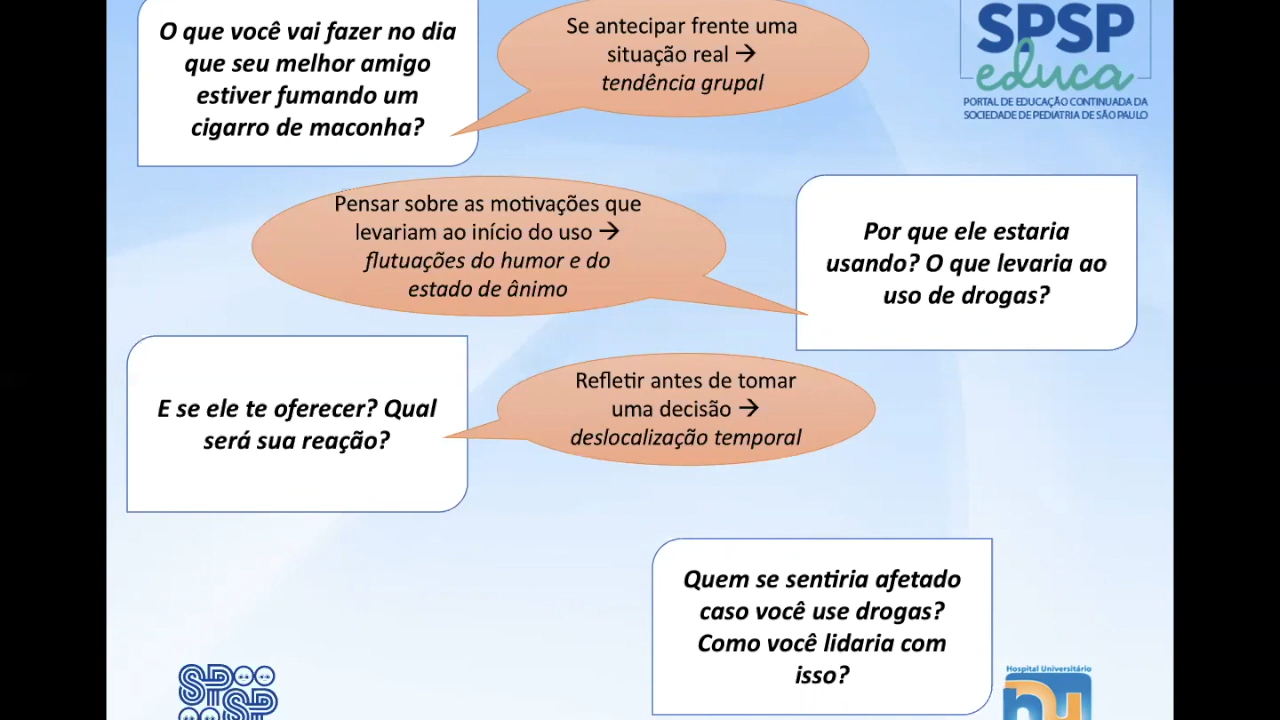 O que você vai fazer no dia
que seu melhor amigo
estiver fumando um
cigarro de maconha?
Se antecipar frente uma
situação real →
tendência grupal
SPSP
educa
PORTAL DE EDUCAÇÃO CONTINUADA DA
SOCIEDADE DE PEDIATRIA DE SÃO PAULO
Pensar sobre as motivações que
levariam ao início do uso →
flutuações do humor e do
estado de ânimo
Por que ele estaria
usando? O que levaria ao
uso de drogas?
E se ele te oferecer? Qual
será sua reação?
Refletir antes de tomar
uma decisão →
deslocalização temporal
Quem se sentiria afetado
caso você use drogas?
Como você lidaria com
isso?
SPSP
Hospital Universitário
hu